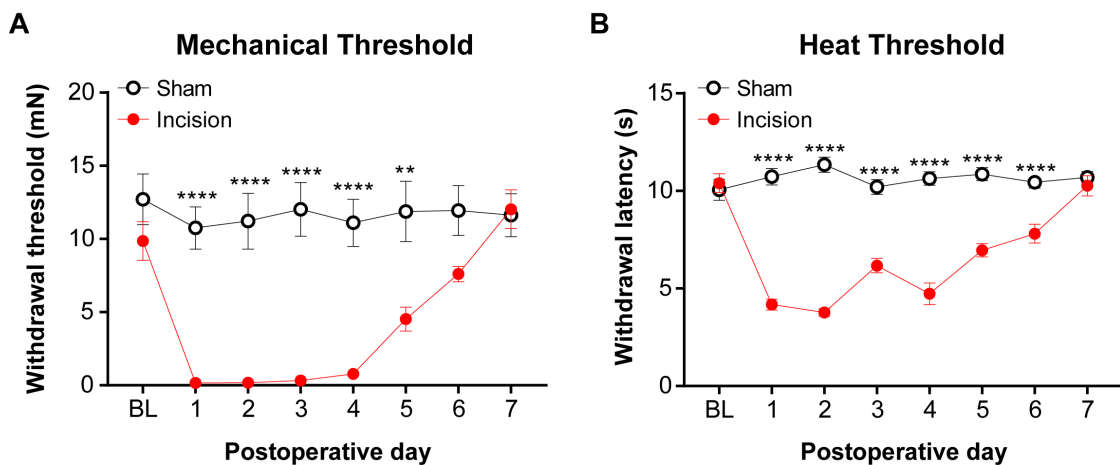 A
Mechanical Threshold
Withdrawal threshold (mN)
20
15
10
5
0
Sham
Incision
**** **** **** **** **
BL 1 2 3 4 5 6 7
Postoperative day
B
Heat Threshold
Withdrawal latency (s)
15
10
5
0
Sham
Incision
**** **** **** **** **** ****
BL 1 2 3 4 5 6 7
Postoperative day